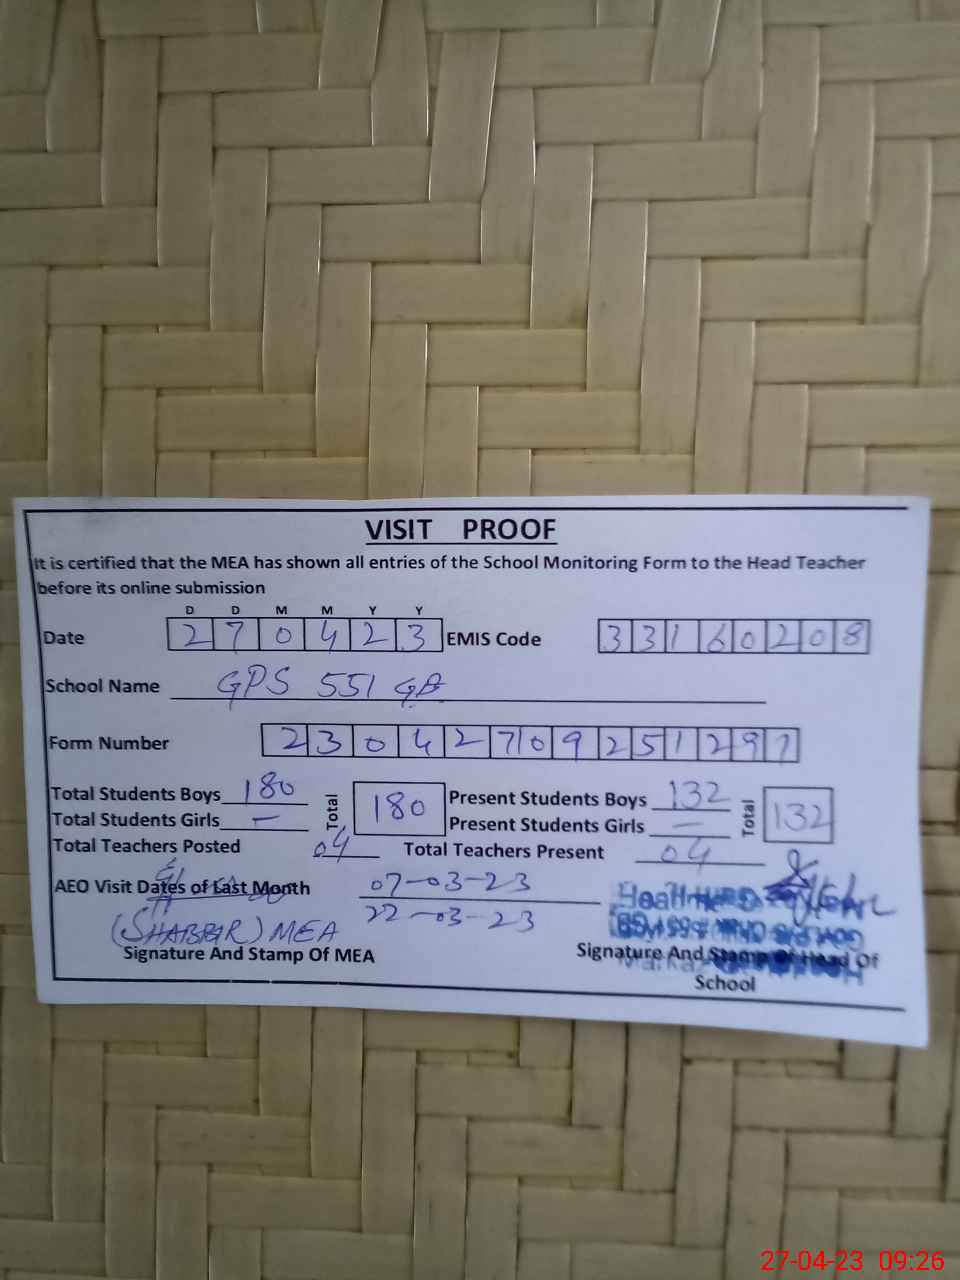 VISIT PROOF
It is certified that the MEA has shown all entries of the School Monitoring Form to the Head Teacher
before its online submission
D D M M Y Y
Date 2 7 0 4 2 3 EMIS Code 3 3 1 6 0 2 0 8
School Name GPS 551 GB
Form Number 2 3 0 4 2 7 0 9 2 5 1 2 9 7
Total Students Boys 180 Total 180 Present Students Boys 132 Total 132
Total Students Girls — Present Students Girls —
Total Teachers Posted 04 Total Teachers Present 04
AEO Visit Dates of Last Month 07-03-23
22-03-23
(SHABBIR) MEA
Signature And Stamp Of MEA Signature And Stamp Of Head Of
School
27-04-23 09:26